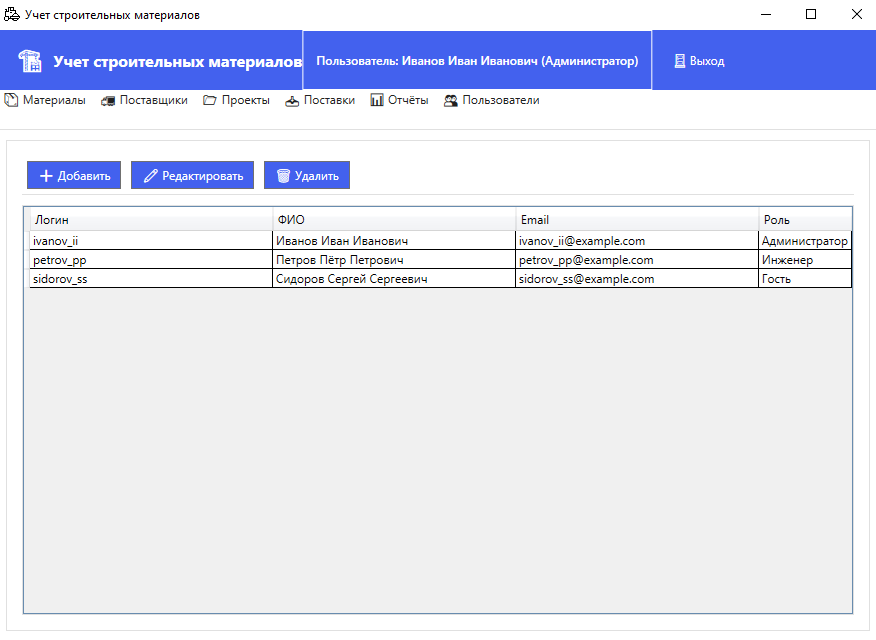 Учет строительных материалов
Учет строительных материалов Пользователь: Иванов Иван Иванович (Администратор) Выход
Материалы Поставщики Проекты Поставки Отчёты Пользователи
Добавить Редактировать Удалить
Логин ФИО Email Роль
ivanov_ii Иванов Иван Иванович ivanov_ii@example.com Администратор
petrov_pp Петров Пётр Петрович petrov_pp@example.com Инженер
sidorov_ss Сидоров Сергей Сергеевич sidorov_ss@example.com Гость